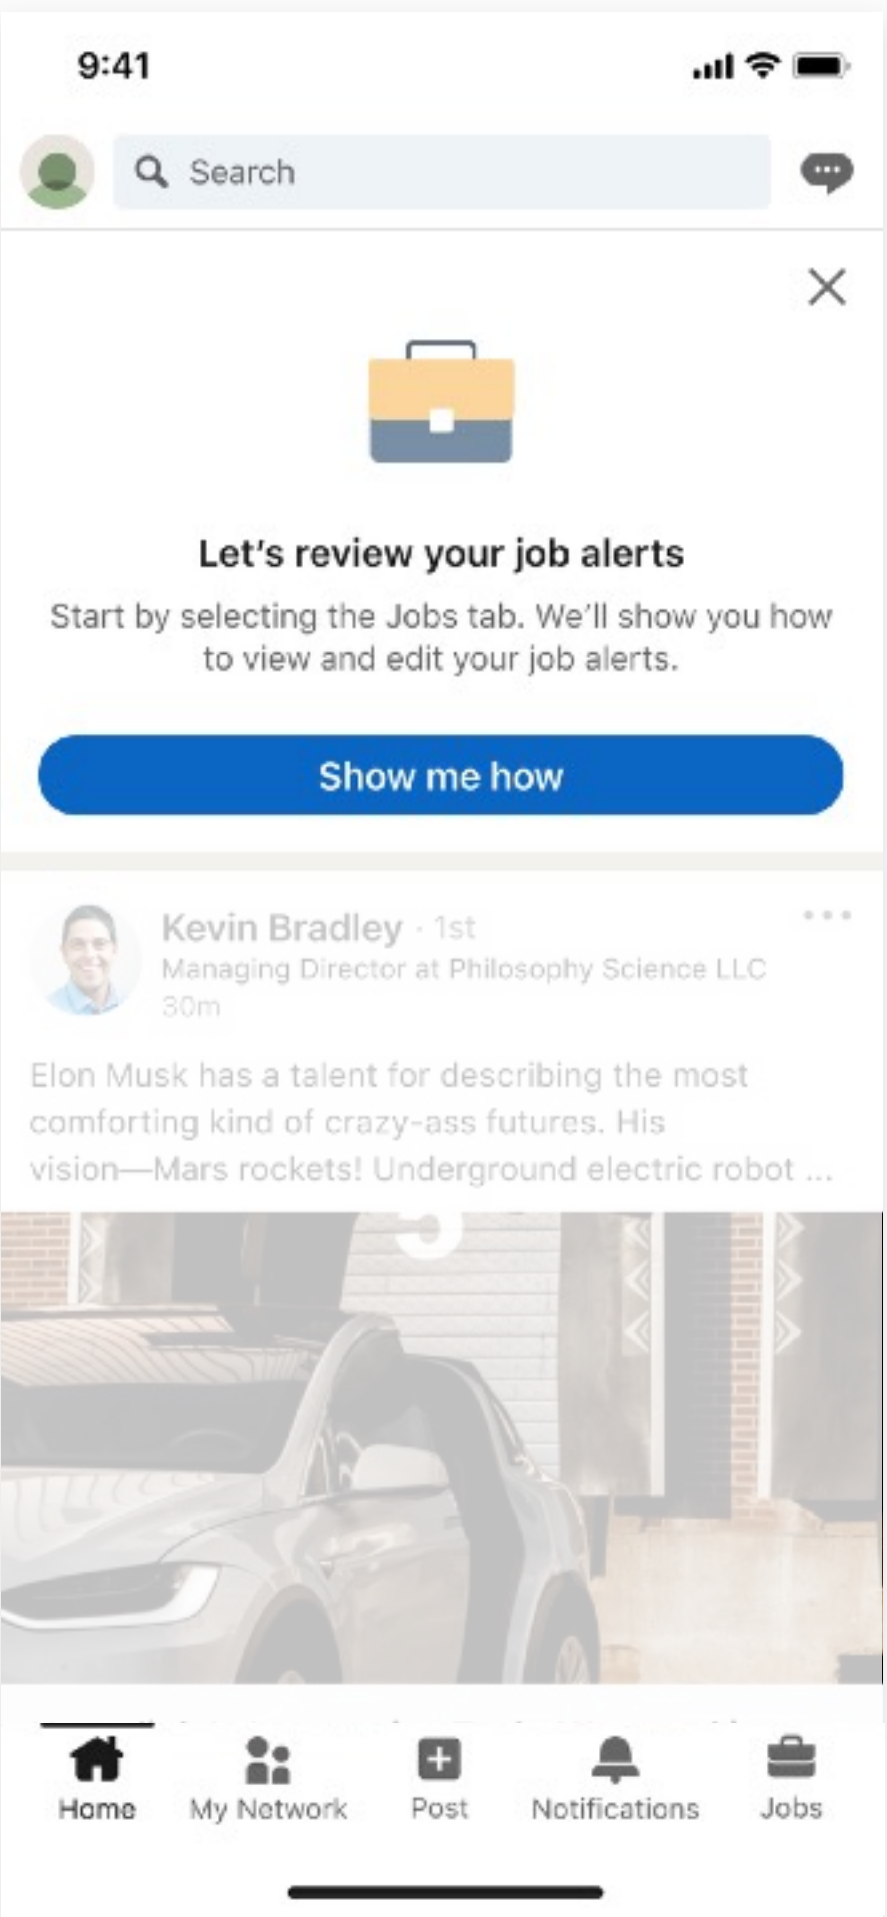 9:41
Search
Let's review your job alerts
Start by selecting the Jobs tab. We'll show you how
to view and edit your job alerts.
Show me how
Kevin Bradley · 1st
Managing Director at Philosophy Science LLC
30m
Elon Musk has a talent for describing the most
comforting kind of crazy-ass futures. His
vision—Mars rockets! Underground electric robot ...
5
Home
My Network
Post
Notifications
Jobs